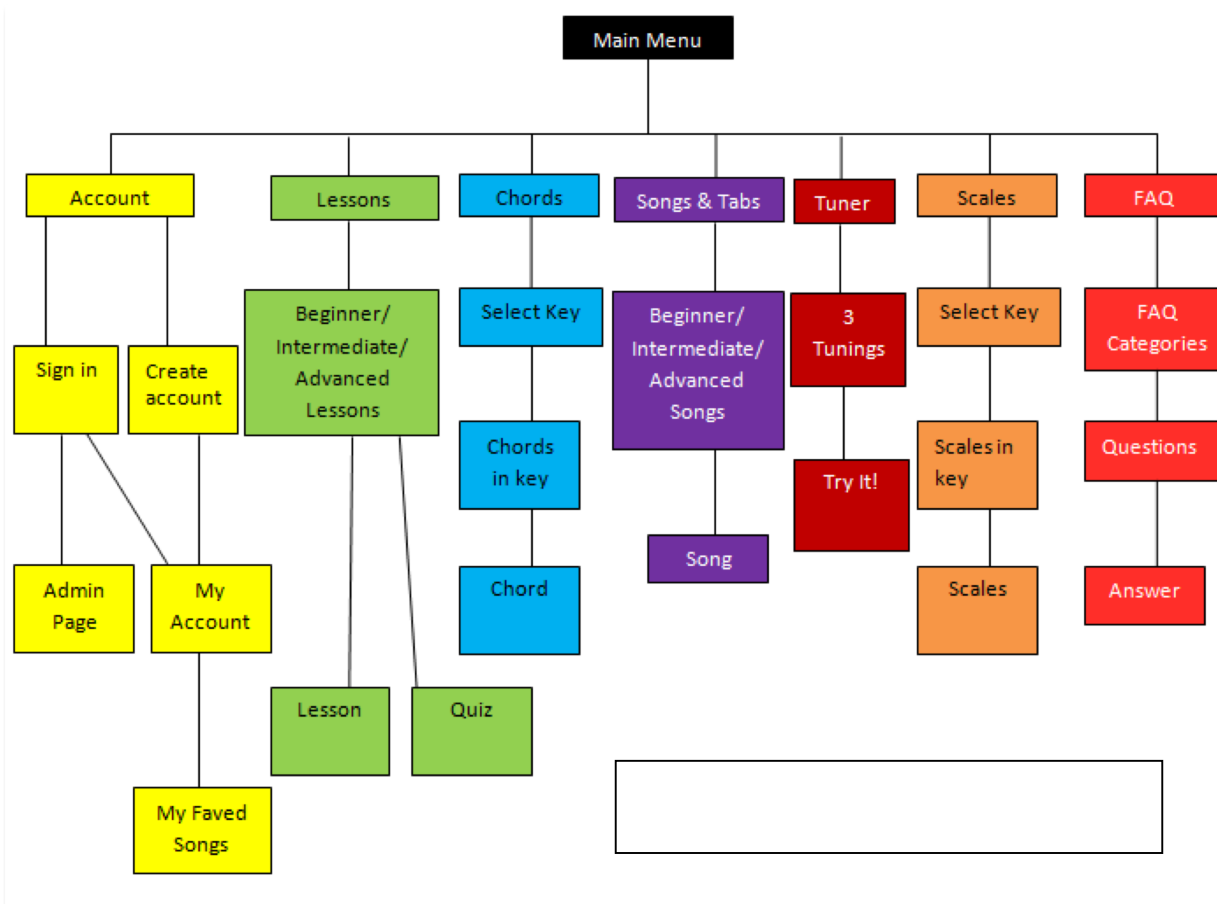 Main Menu
Account
Lessons
Chords
Songs & Tabs
Tuner
Scales
FAQ
Sign in
Create
account
Beginner/
Intermediate/
Advanced
Lessons
Select Key
Beginner/
Intermediate/
Advanced
Songs
3
Tunings
Select Key
FAQ
Categories
Chords
in key
Try It!
Scales in
key
Questions
Admin
Page
My
Account
Chord
Song
Scales
Answer
Lesson
Quiz
My Faved
Songs